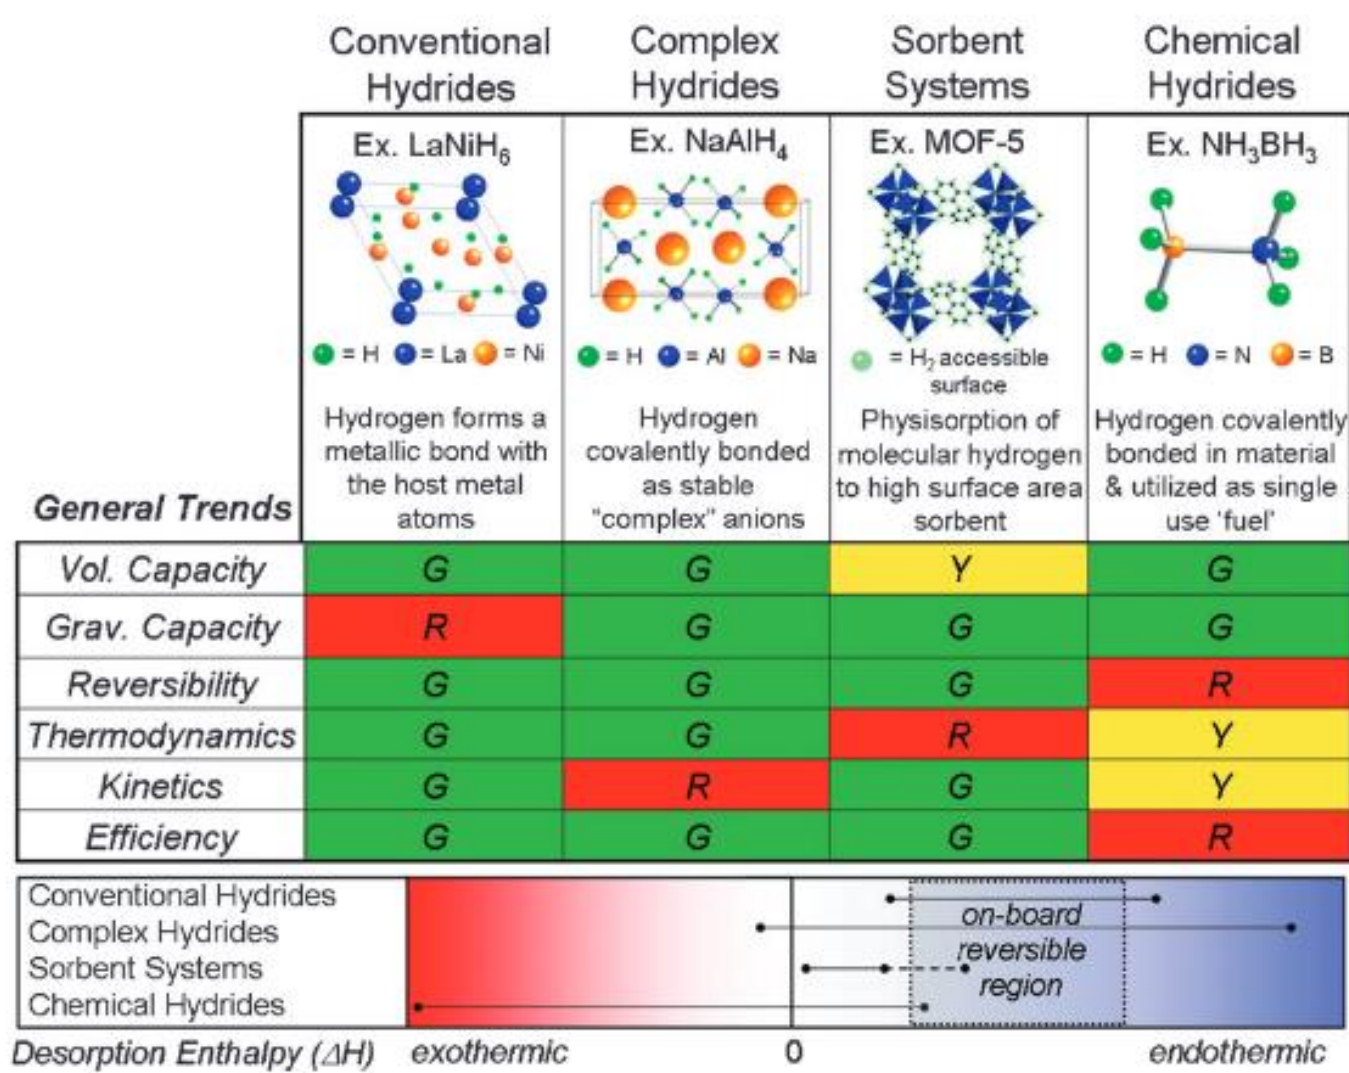 Conventional Hydrides
Complex Hydrides
Sorbent Systems
Chemical Hydrides
Ex. LaNiH6
Ex. NaAlH4
Ex. MOF-5
Ex. NH3BH3
= H = La = Ni
= H = Al = Na
= H2 accessible surface
= H = N = B
Hydrogen forms a
metallic bond with
the host metal
atoms
Hydrogen
covalently bonded
as stable
"complex" anions
Physisorption of
molecular hydrogen
to high surface area
sorbent
Hydrogen covalently
bonded in material
& utilized as single
use 'fuel'
General Trends
Vol. Capacity G G Y G
Grav. Capacity R G G G
Reversibility G G G R
Thermodynamics G G R Y
Kinetics G R G Y
Efficiency G G G R
Conventional Hydrides
Complex Hydrides
Sorbent Systems
Chemical Hydrides
on-board
reversible
region
Desorption Enthalpy (ΔH) exothermic 0 endothermic